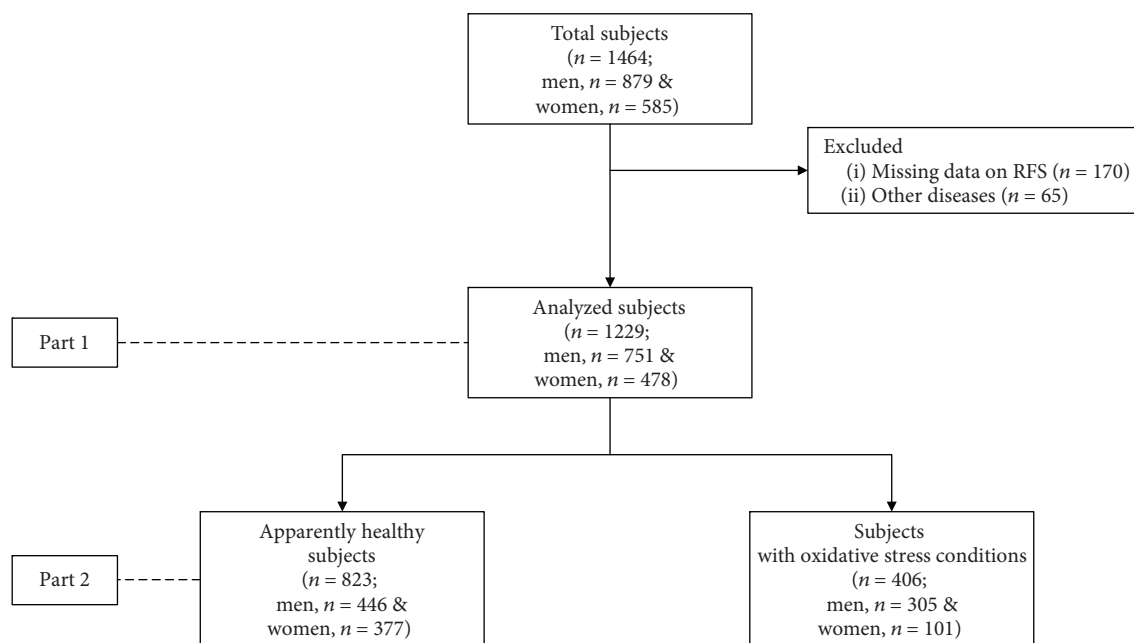 Total subjects
(n = 1464;
men, n = 879 &
women, n = 585)
Excluded
(i) Missing data on RFS (n = 170)
(ii) Other diseases (n = 65)
Analyzed subjects
(n = 1229;
men, n = 751 &
women, n = 478)
Part 1
Apparently healthy
subjects
(n = 823;
men, n = 446 &
women, n = 377)
Subjects
with oxidative stress conditions
(n = 406;
men, n = 305 &
women, n = 101)
Part 2